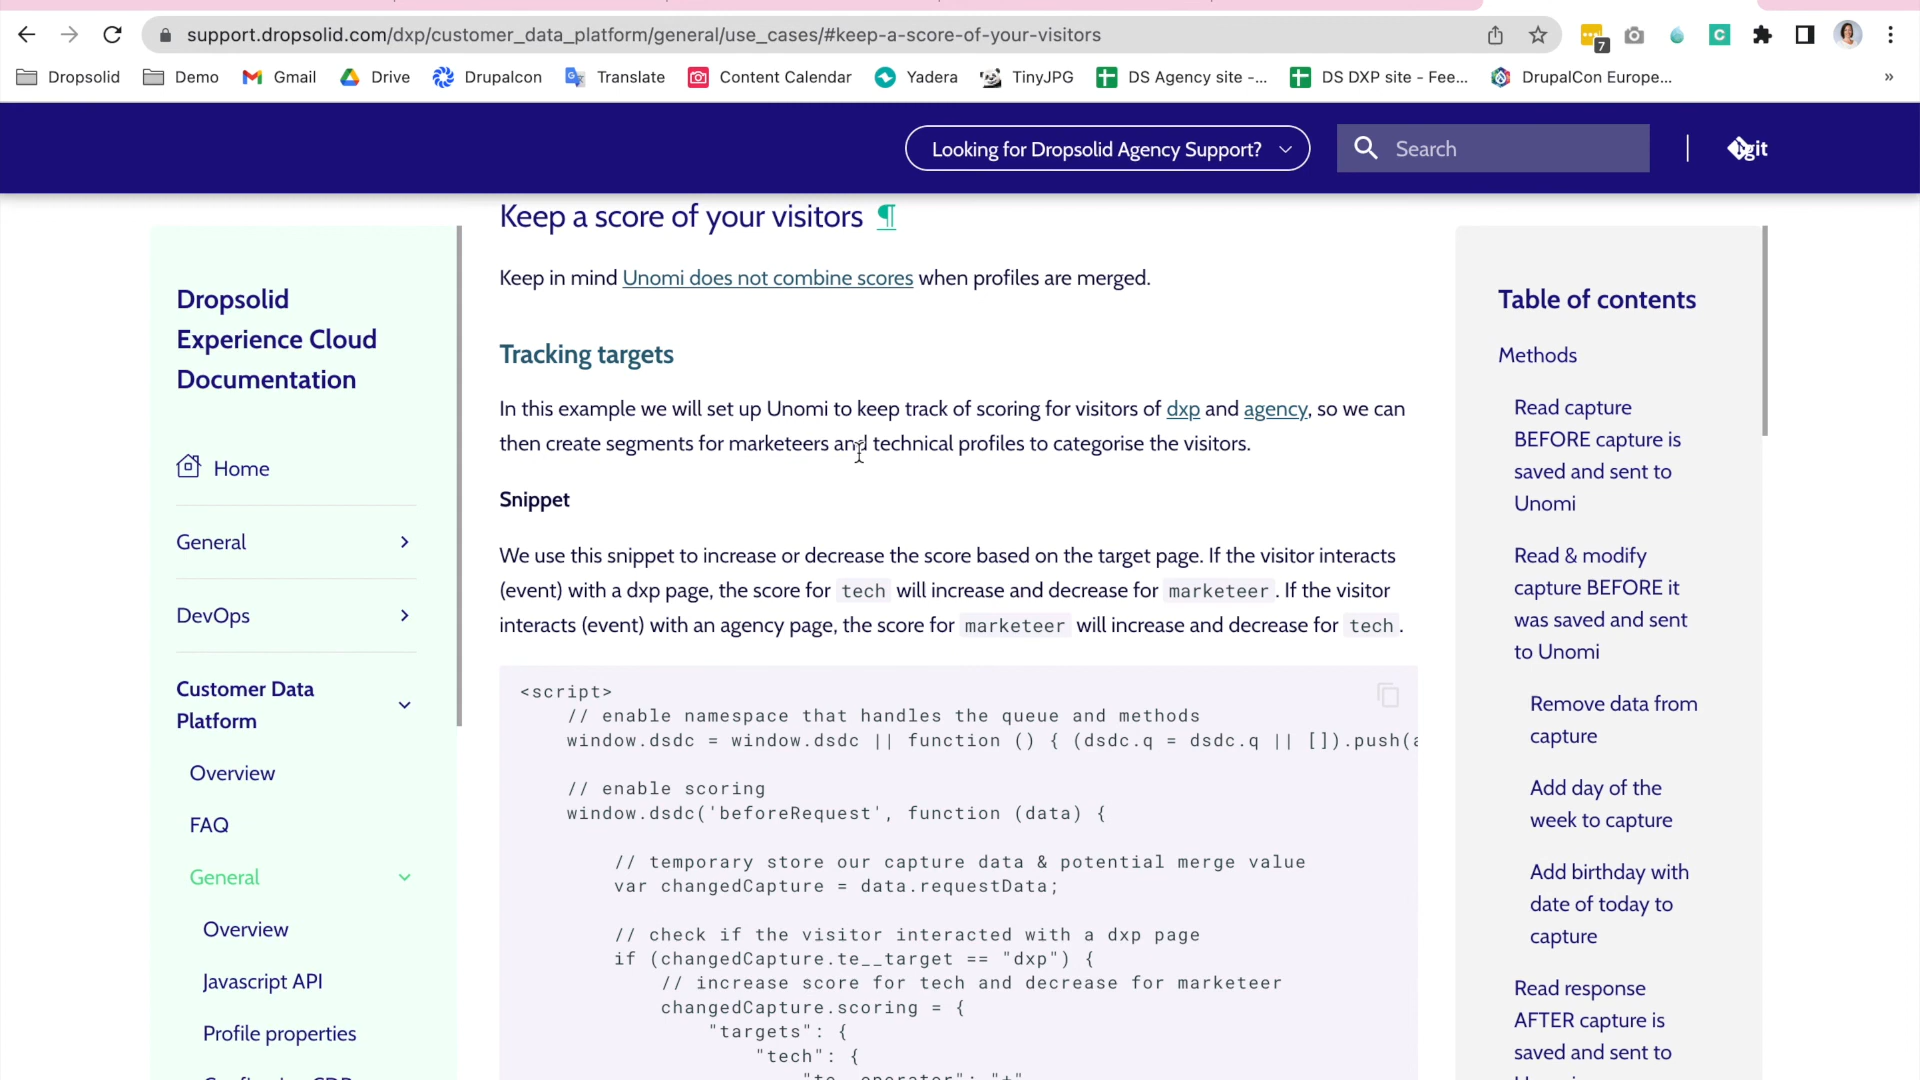 support.dropsolid.com/dxp/customer_data_platform/general/use_cases/#keep-a-score-of-your-visitors
7
C
Dropsolid
Demo
Gmail
Drive
Drupalcon
Translate
Content Calendar
Yadera
TinyJPG
DS Agency site -...
DS DXP site - Fee...
DrupalCon Europe...
»
Looking for Dropsolid Agency Support?
Search
git
Dropsolid
Experience Cloud
Documentation
Home
General
DevOps
Customer Data
Platform
Overview
FAQ
General
Overview
Javascript API
Profile properties
Keep a score of your visitors ¶
Keep in mind Unomi does not combine scores when profiles are merged.
Tracking targets
In this example we will set up Unomi to keep track of scoring for visitors of dxp and agency, so we can
then create segments for marketeers and technical profiles to categorise the visitors.
Snippet
We use this snippet to increase or decrease the score based on the target page. If the visitor interacts
(event) with a dxp page, the score for tech will increase and decrease for marketeer . If the visitor
interacts (event) with an agency page, the score for marketeer will increase and decrease for tech .
<script>
// enable namespace that handles the queue and methods
window.dsdc = window.dsdc || function () { (dsdc.q = dsdc.q || []).push(
// enable scoring
window.dsdc('beforeRequest', function (data) {
// temporary store our capture data & potential merge value
var changedCapture = data.requestData;
// check if the visitor interacted with a dxp page
if (changedCapture.te__target == "dxp") {
// increase score for tech and decrease for marketeer
changedCapture.scoring = {
"targets": {
"tech": {
Table of contents
Methods
Read capture
BEFORE capture is
saved and sent to
Unomi
Read & modify
capture BEFORE it
was saved and sent
to Unomi
Remove data from
capture
Add day of the
week to capture
Add birthday with
date of today to
capture
Read response
AFTER capture is
saved and sent to